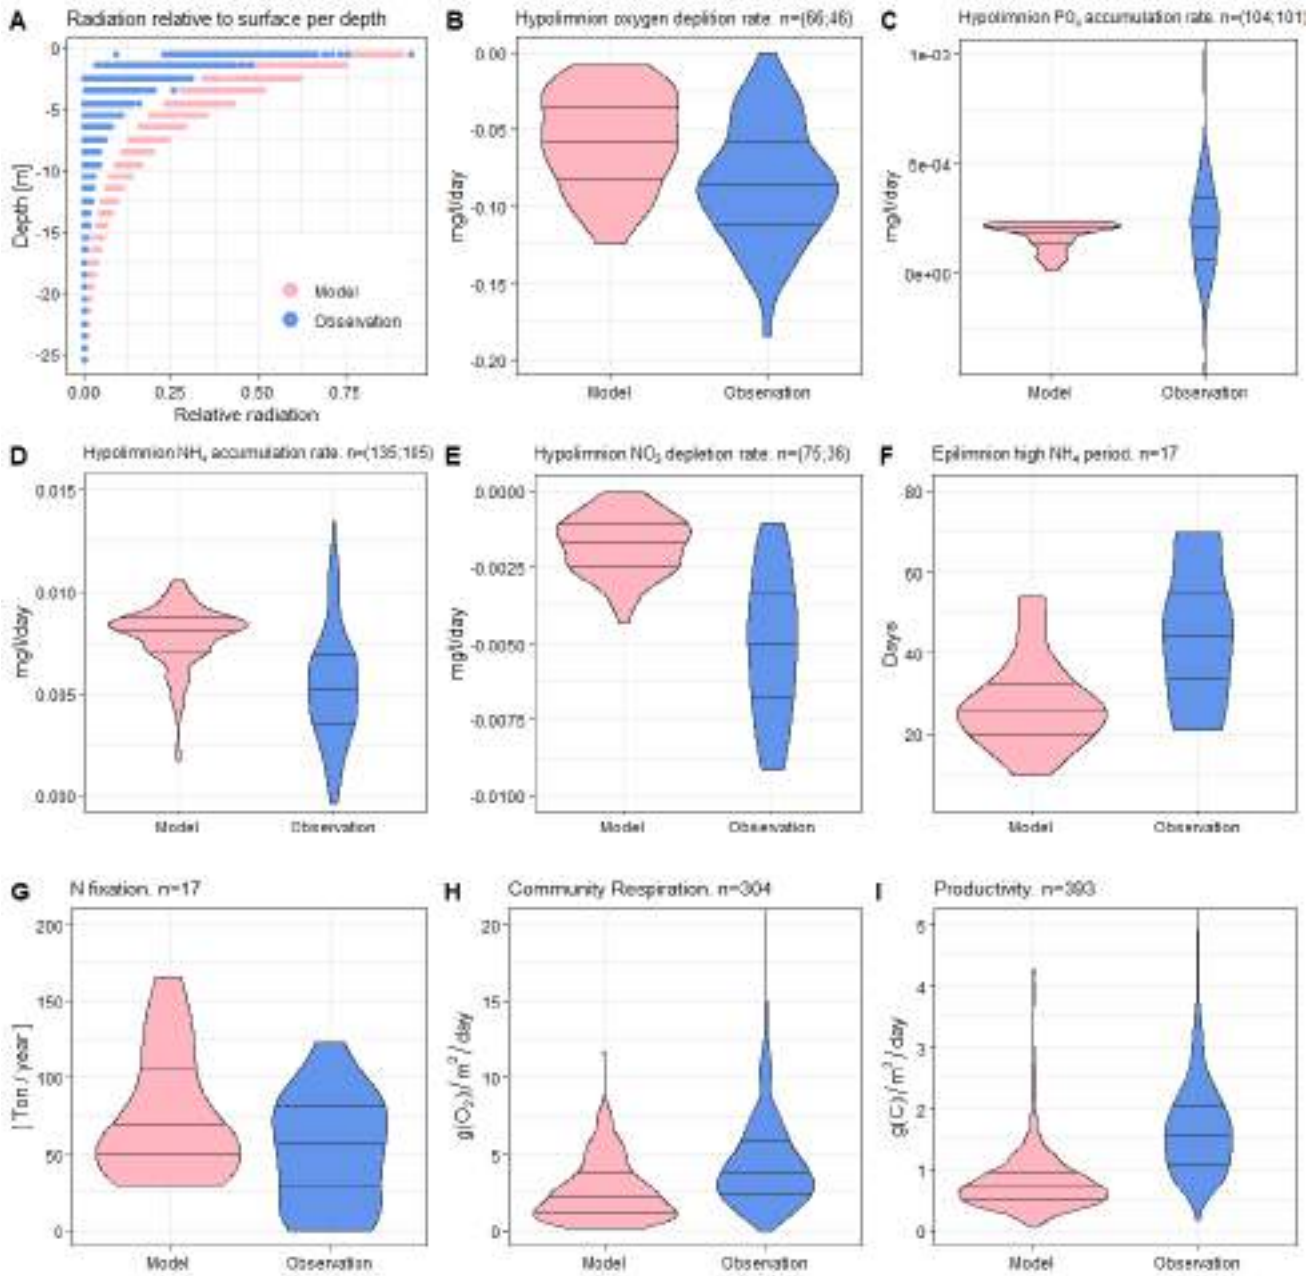 A Radiation relative to surface per depth
0
-5
-10
-15
-20
-25
Depth [m]
Model
Observation
0.00 0.25 0.50 0.75
Relative radiation
B Hypolimnion oxygen depltion rate. n=(66;46)
0.00
-0.05
-0.10
-0.15
-0.20
mg/l/day
Model Observation
C Hypolimnion PO₄ accumulation rate. n=(104;101)
1e-03
5e-04
0e+00
mg/l/day
Model Observation
D Hypolimnion NH₄ accumulation rate. n=(135;105)
0.015
0.010
0.005
0.000
mg/l/day
Model Observation
E Hypolimnion NO₃ depletion rate. n=(75;36)
0.0000
-0.0025
-0.0050
-0.0075
-0.0100
mg/l/day
Model Observation
F Epilimnion high NH₄ period. n=17
80
60
40
20
Days
Model Observation
G N fixation. n=17
200
150
100
50
0
[Ton / year]
Model Observation
H Community Respiration. n=304
20
15
10
5
0
g(O₂)/m²/day
Model Observation
I Productivity. n=393
5
4
3
2
1
0
g(C)/m²/day
Model Observation